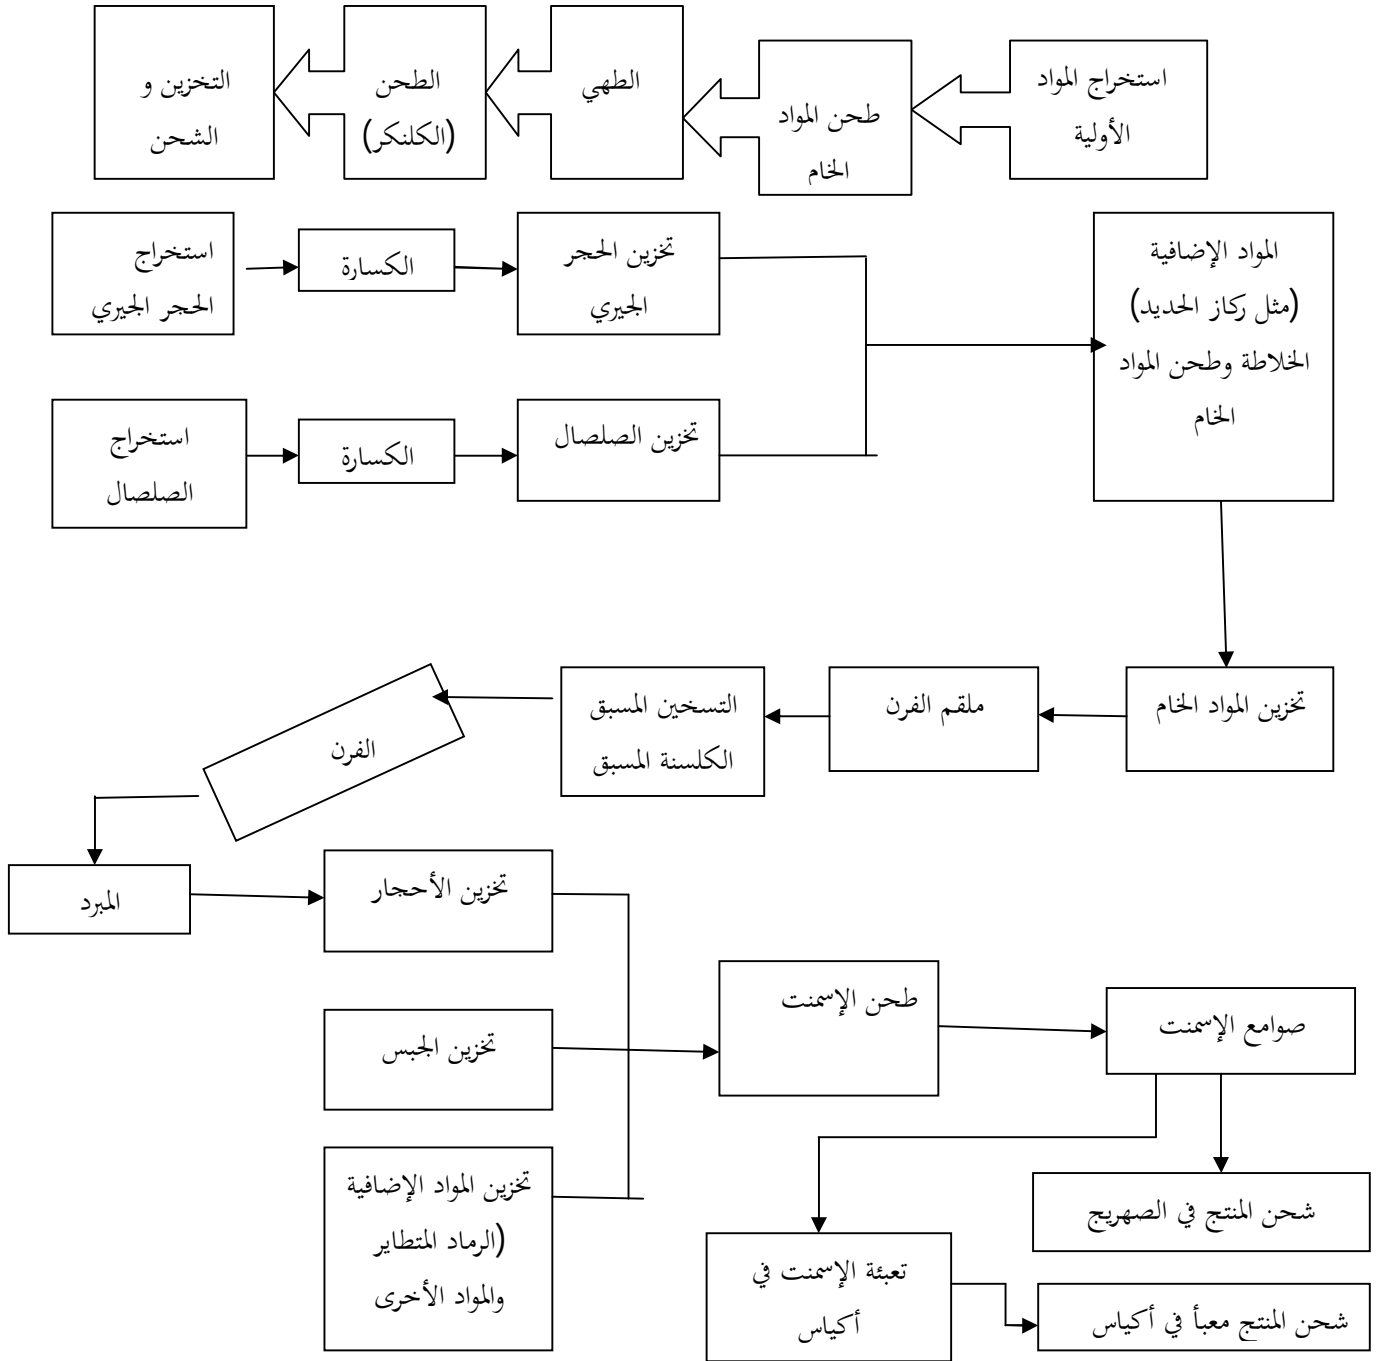 استخراج المواد
الأولية
طحن المواد
الخام
الطهي
الطحن
(الكلنكر)
التخزين و
الشحن
استخراج
الحجر الجيري
الكسارة
تخزين الحجر
الجيري
المواد الإضافية
(مثل ركاز الحديد)
الخلاطة وطحن المواد
الخام
استخراج
الصلصال
الكسارة
تخزين الصلصال
تخزين المواد الخام
ملقم الفرن
التسخين المسبق
الكلسنة المسبق
الفرن
المبرد
تخزين الأحجار
تخزين الجبس
تخزين المواد الإضافية
(الرماد المتطاير
والمواد الأخرى
طحن الإسمنت
صوامع الإسمنت
شحن المنتج في الصهريج
تعبئة الإسمنت في
أكياس
شحن المنتج معبأ في أكياس